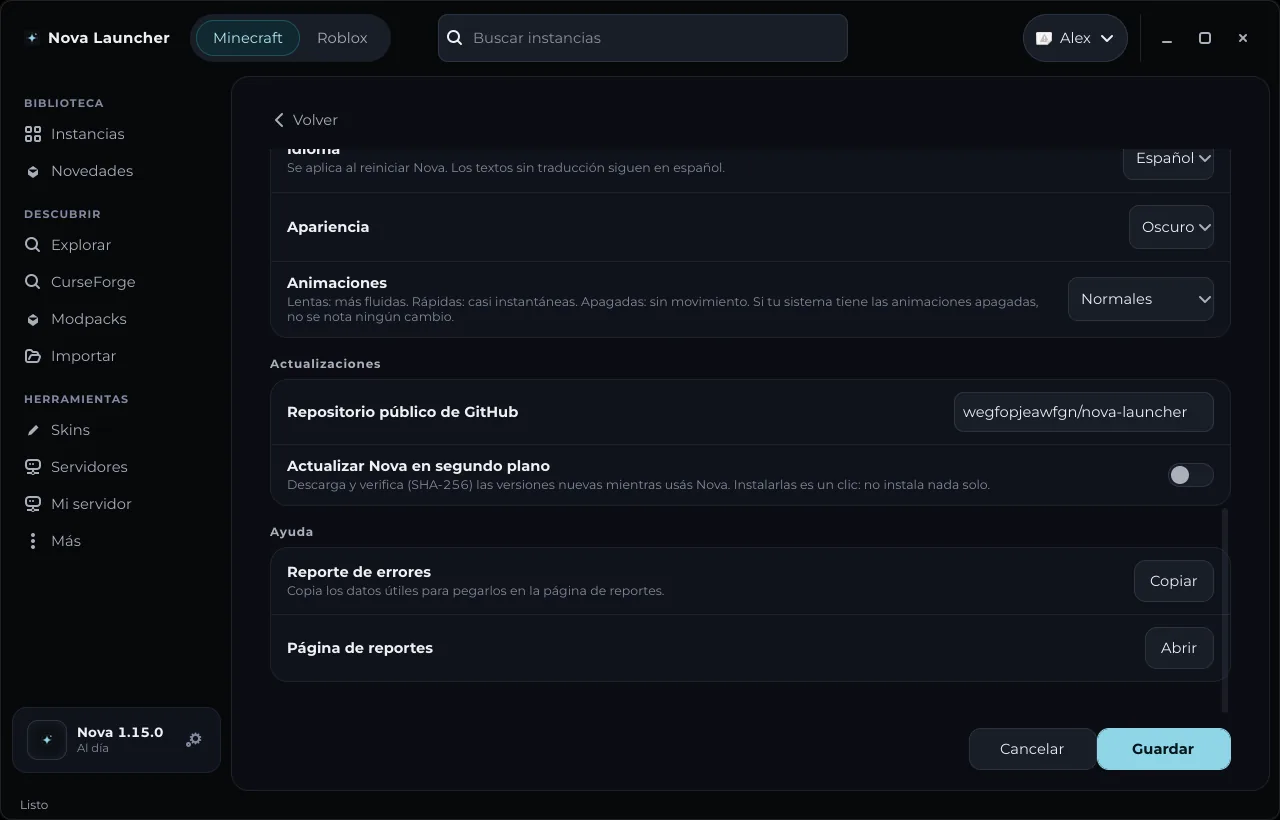 Nova Launcher
Minecraft
Roblox
Buscar instancias
Alex
BIBLIOTECA
Instancias
Novedades
DESCUBRIR
Explorar
CurseForge
Modpacks
Importar
HERRAMIENTAS
Skins
Servidores
Mi servidor
Más
Nova 1.15.0
Al día
Listo
Volver
Idioma
Se aplica al reiniciar Nova. Los textos sin traducción siguen en español.
Español
Apariencia
Oscuro
Animaciones
Lentas: más fluidas. Rápidas: casi instantáneas. Apagadas: sin movimiento. Si tu sistema tiene las animaciones apagadas,
no se nota ningún cambio.
Normales
Actualizaciones
Repositorio público de GitHub
wegfopjeawfgn/nova-launcher
Actualizar Nova en segundo plano
Descarga y verifica (SHA-256) las versiones nuevas mientras usás Nova. Instalarlas es un clic: no instala nada solo.
Ayuda
Reporte de errores
Copia los datos útiles para pegarlos en la página de reportes.
Copiar
Página de reportes
Abrir
Cancelar
Guardar